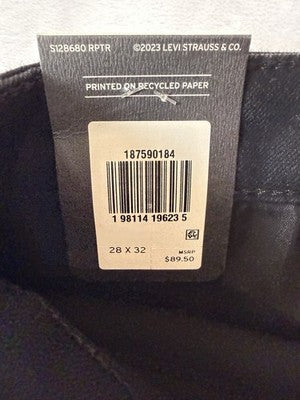 S12B680 RPTR ©2023 LEVI STRAUSS & CO.
PRINTED ON RECYCLED PAPER
187590184
1 98114 19623 5
28 X 32
MSRP
$89.50